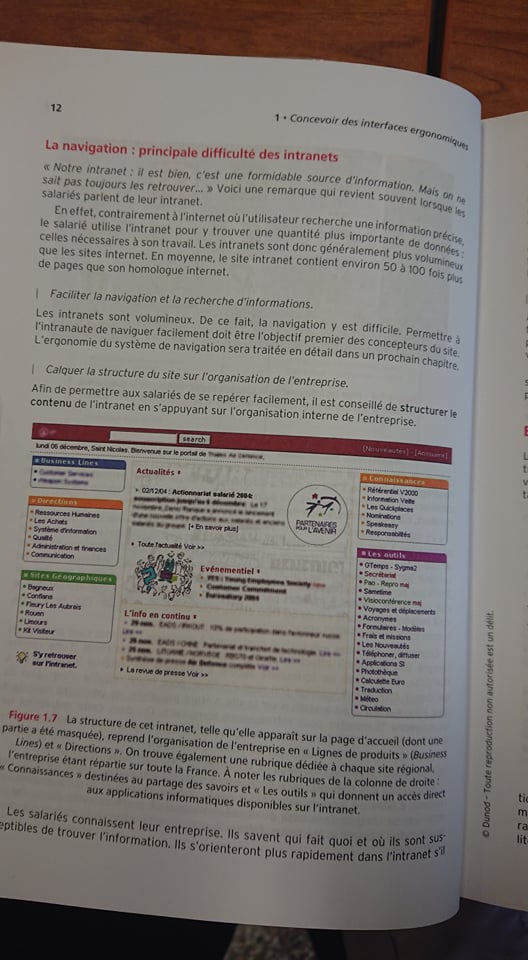 12
1 • Concevoir des interfaces ergonomiques
La navigation : principale difficulté des intranets
« Notre intranet : il est bien, c'est une formidable source d'information. Mais on ne
sait pas toujours les retrouver... » Voici une remarque qui revient souvent lorsque les
salariés parlent de leur intranet.
En effet, contrairement à l'internet où l'utilisateur recherche une information précise,
le salarié utilise l'intranet pour y trouver une quantité plus importante de données :
celles nécessaires à son travail. Les intranets sont donc généralement plus volumineux
que les sites internet. En moyenne, le site intranet contient environ 50 à 100 fois plus
de pages que son homologue internet.
| Faciliter la navigation et la recherche d'informations.
Les intranets sont volumineux. De ce fait, la navigation y est difficile. Permettre à
l'intranaute de naviguer facilement doit être l'objectif premier des concepteurs du site.
L'ergonomie du système de navigation sera traitée en détail dans un prochain chapitre.
| Calquer la structure du site sur l'organisation de l'entreprise.
Afin de permettre aux salariés de se repérer facilement, il est conseillé de structurer le
contenu de l'intranet en s'appuyant sur l'organisation interne de l'entreprise.
search
[Nouveautés] - [Annuaire]
lundi 06 décembre, Saint Nicolas. Bienvenue sur le portail de
Business Lines
Customer Services
Weapon Systems
Directions
Ressources Humaines
Les Achats
Système d'information
Qualité
Administration et finances
Communication
Sites Géographiques
Bagneux
Conflans
Fleury Les Aubrais
Rouen
Limours
Kit Visiteur
S'y retrouver
sur l'intranet.
Actualités
02/12/04 : Actionnariat salarié 2004:
[+ En savoir plus]
Toute l'actualité Voir >>
PARTENAIRES
POUR L'AVENIR
Evénementiel
YES : Young Employees Society
Customer Commitment
L'info en continu
La revue de presse Voir >>
Connaissances
Référentiel V2000
Information Veille
Les Quickplaces
Nominations
Speakeasy
Responsabilités
Les outils
GTemps - Sygma2
Secrétariat
Pao - Repro maj
Sametime
Visioconférence maj
Voyages et déplacements
Acronymes
Formulaires - Modèles
Frais et missions
Les Nouveautés
Téléphoner, diffuser
Applications SI
Photothèque
Calculette Euro
Traduction
Météo
Circulation
Figure 1.7 La structure de cet intranet, telle qu'elle apparaît sur la page d'accueil (dont une
partie a été masquée), reprend l'organisation de l'entreprise en « Lignes de produits » (Business
Lines) et « Directions ». On trouve également une rubrique dédiée à chaque site régional,
l'entreprise étant répartie sur toute la France. À noter les rubriques de la colonne de droite :
« Connaissances » destinées au partage des savoirs et « Les outils » qui donnent un accès direct
aux applications informatiques disponibles sur l'intranet.
Les salariés connaissent leur entreprise. Ils savent qui fait quoi et où ils sont sus-
eptibles de trouver l'information. Ils s'orienteront plus rapidement dans l'intranet s'il
© Dunod – Toute reproduction non autorisée est un délit.